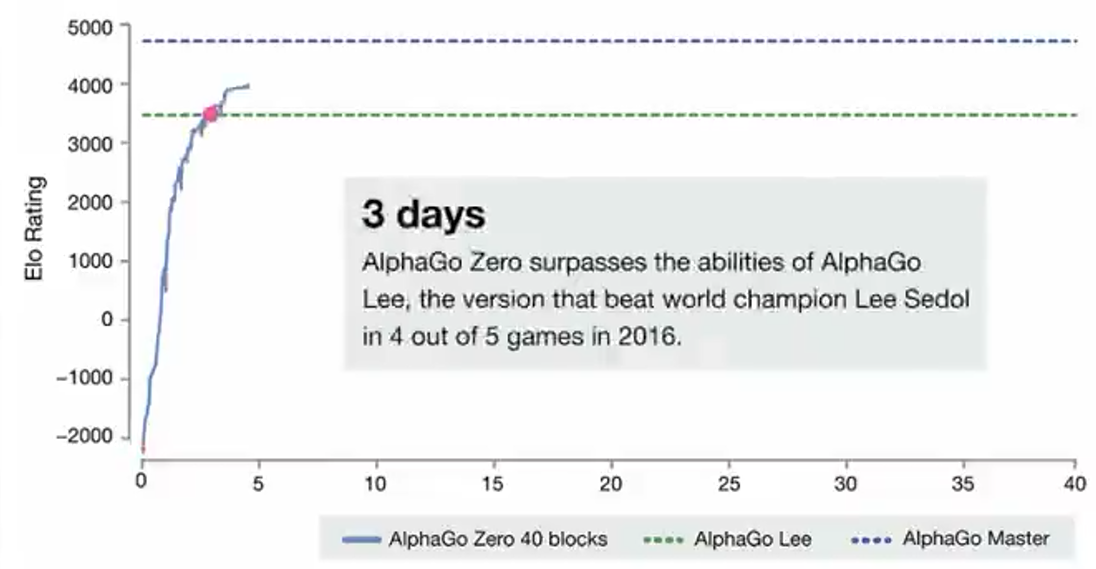 5000
4000
3000
2000
1000
0
−1000
−2000
Elo Rating
3 days
AlphaGo Zero surpasses the abilities of AlphaGo
Lee, the version that beat world champion Lee Sedol
in 4 out of 5 games in 2016.
0 5 10 15 20 25 30 35 40
AlphaGo Zero 40 blocks AlphaGo Lee AlphaGo Master